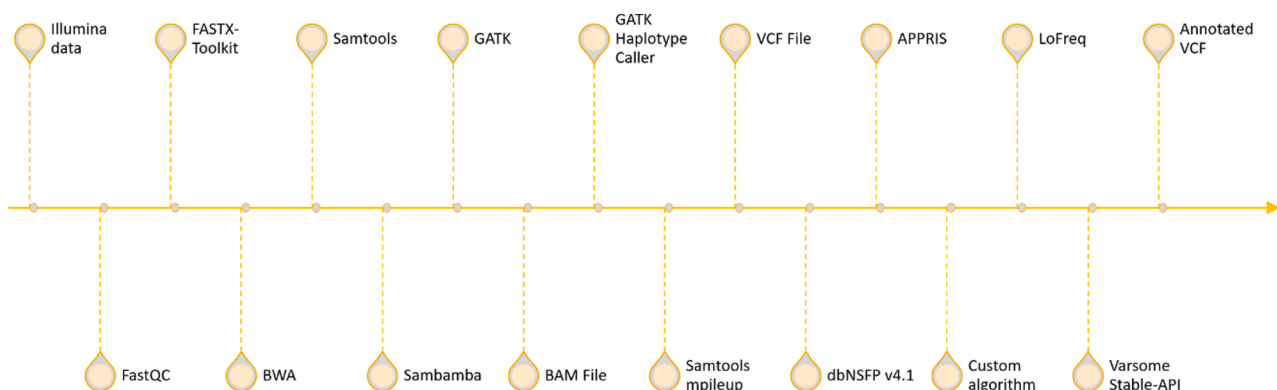 Illumina
data
FASTX-
Toolkit
Samtools
GATK
GATK
Haplotype
Caller
VCF File
APPRIS
LoFreq
Annotated
VCF
FastQC
BWA
Sambamba
BAM File
Samtools
mpileup
dbNSFP v4.1
Custom
algorithm
Varsome
Stable-API